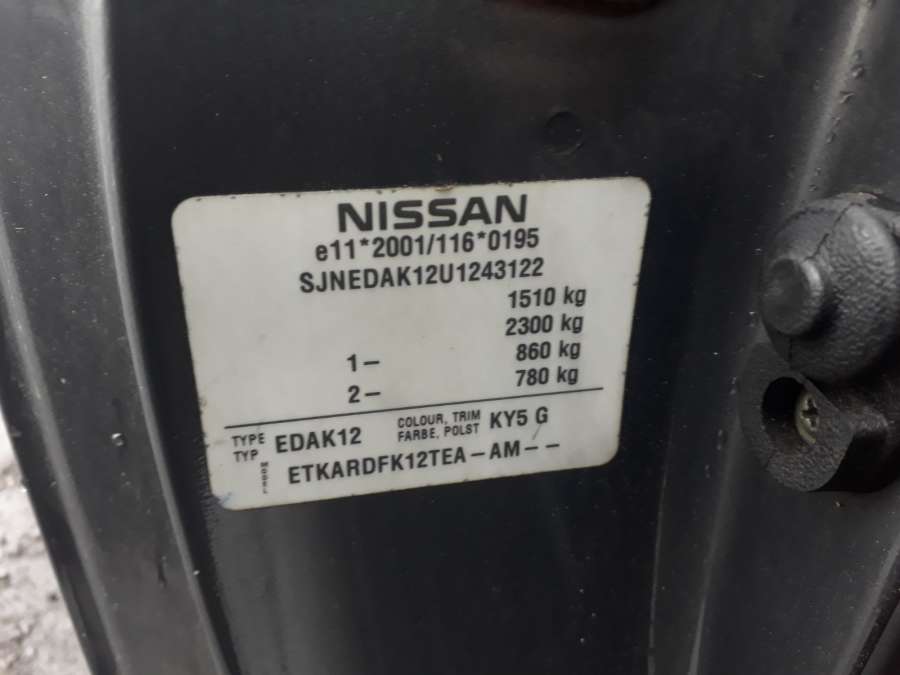 NISSAN
e11*2001/116*0195
SJNEDAK12U1243122
1510 kg
2300 kg
1- 860 kg
2- 780 kg
TYPE TYP EDAK12 COLOUR, TRIM FARBE, POLST KY5 G
MODEL ETKARDFK12TEA-AM--